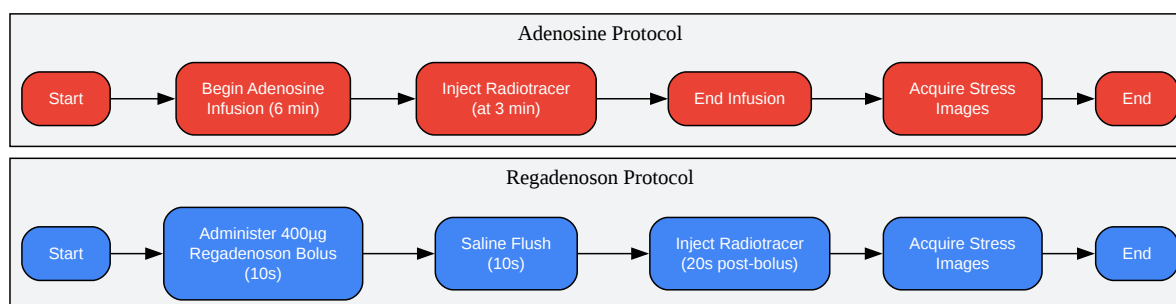 Adenosine Protocol
Start
Begin Adenosine
Infusion (6 min)
Inject Radiotracer
(at 3 min)
End Infusion
Acquire Stress
Images
End
Regadenoson Protocol
Start
Administer 400µg
Regadenoson Bolus
(10s)
Saline Flush
(10s)
Inject Radiotracer
(20s post-bolus)
Acquire Stress
Images
End